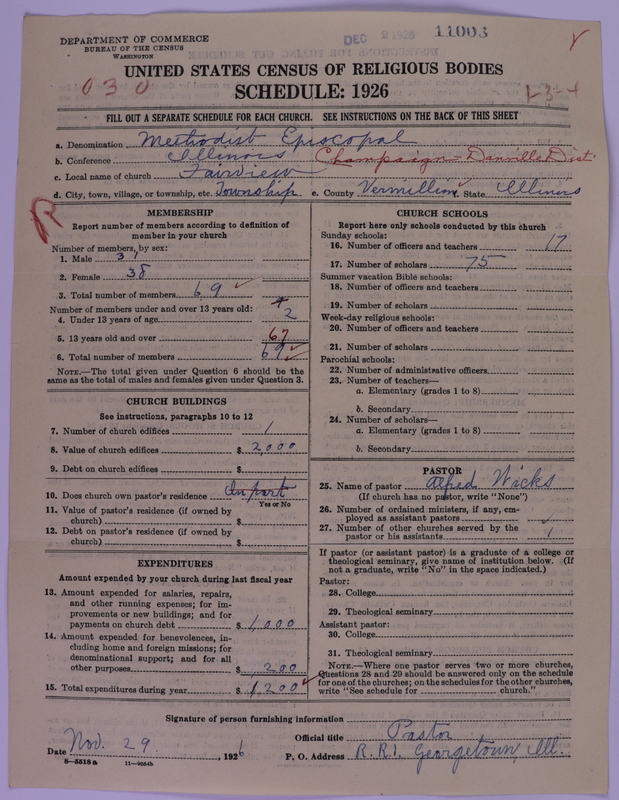 DEPARTMENT OF COMMERCE
BUREAU OF THE CENSUS
WASHINGTON
DEC 2 1926
11003
030
1-3-4
UNITED STATES CENSUS OF RELIGIOUS BODIES
SCHEDULE: 1926
FILL OUT A SEPARATE SCHEDULE FOR EACH CHURCH. SEE INSTRUCTIONS ON THE BACK OF THIS SHEET
a. Denomination Methodist Episcopal
b. Conference Illinois Champaign-Danville Dist.
c. Local name of church Fairview
d. City, town, village, or township, etc. Township e. County Vermillion f. State Illinois
R
MEMBERSHIP
Report number of members according to definition of
member in your church
Number of members, by sex:
1. Male 31
2. Female 38
3. Total number of members 69
Number of members under and over 13 years old:
4. Under 13 years of age 2
5. 13 years old and over 67
6. Total number of members 69
NOTE.—The total given under Question 6 should be
same as the total of males and females given under Question 3.
CHURCH BUILDINGS
See instructions, paragraphs 10 to 12
7. Number of church edifices 1
8. Value of church edifices $ 2,000
9. Debt on church edifices $
10. Does church own pastor's residence In part
Yes or No
11. Value of pastor's residence (if owned by
church) $
12. Debt on pastor's residence (if owned by
church) $
EXPENDITURES
Amount expended by your church during last fiscal year
13. Amount expended for salaries, repairs,
and other running expenses; for im-
provements or new buildings; and for
payments on church debt $ 1,000
14. Amount expended for benevolences, in-
cluding home and foreign missions; for
denominational support; and for all
other purposes $ 200
15. Total expenditures during year $ 1200
CHURCH SCHOOLS
Report here only schools conducted by this church
Sunday schools:
16. Number of officers and teachers 17
17. Number of scholars 75
Summer vacation Bible schools:
18. Number of officers and teachers
19. Number of scholars
Week-day religious schools:
20. Number of officers and teachers
21. Number of scholars
Parochial schools:
22. Number of administrative officers
23. Number of teachers—
a. Elementary (grades 1 to 8)
b. Secondary
24. Number of scholars—
a. Elementary (grades 1 to 8)
b. Secondary
PASTOR
25. Name of pastor Alfred Wicks
(If church has no pastor, write "None")
26. Number of ordained ministers, if any, em-
ployed as assistant pastors
27. Number of other churches served by the
pastor or his assistants 1
If pastor (or assistant pastor) is a graduate of a college or
theological seminary, give name of institution below. (If
not a graduate, write "No" in the space indicated.)
Pastor:
28. College
29. Theological seminary
Assistant pastor:
30. College
31. Theological seminary
NOTE.—Where one pastor serves two or more churches,
Questions 28 and 29 should be answered only on the schedule
for one of the churches; on the schedules for the other churches,
write "See schedule for church."
Signature of person furnishing information
Official title Pastor
Date Nov. 29. , 1926 P. O. Address R.R.1. Georgetown, Ill.
8-5518a 11-9554b